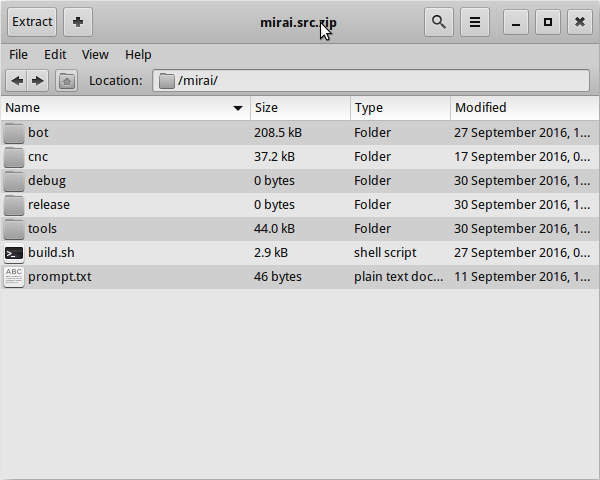 Extract mirai.src.zip
File Edit View Help
Location: /mirai/
Name Size Type Modified
bot 208.5 kB Folder 27 September 2016, 1...
cnc 37.2 kB Folder 17 September 2016, 0...
debug 0 bytes Folder 30 September 2016, 1...
release 0 bytes Folder 30 September 2016, 1...
tools 44.0 kB Folder 30 September 2016, 1...
build.sh 2.9 kB shell script 27 September 2016, 0...
ABC prompt.txt 46 bytes plain text doc... 11 September 2016, 1...